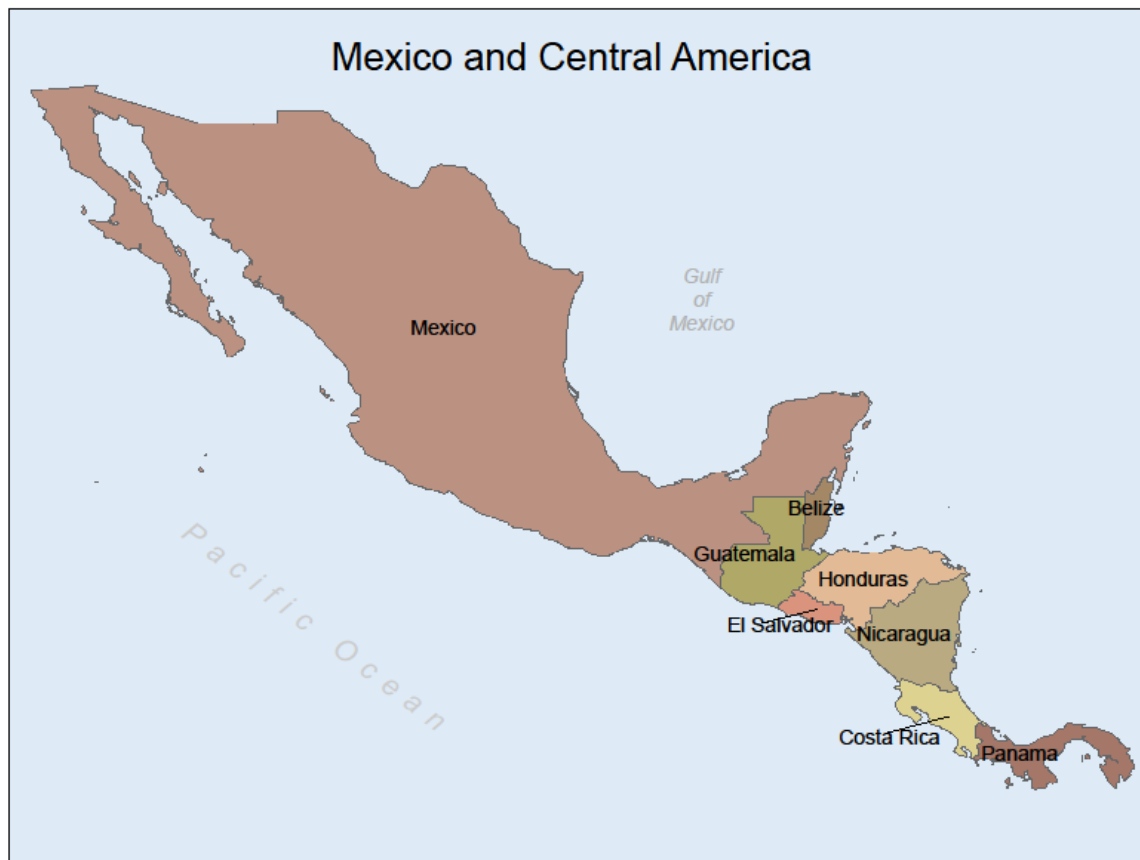 Mexico and Central America
Gulf
of
Mexico
Mexico
Belize
Guatemala
Honduras
El Salvador
Nicaragua
Pacific Ocean
Costa Rica
Panama